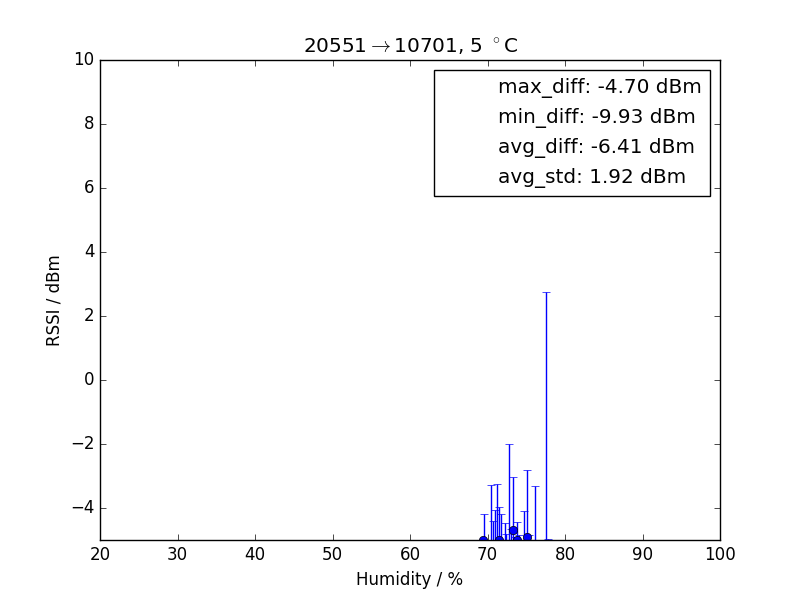 20551→10701, 5 °C
max_diff: -4.70 dBm
min_diff: -9.93 dBm
avg_diff: -6.41 dBm
avg_std: 1.92 dBm
10
8
6
4
2
0
−2
−4
RSSI / dBm
20 30 40 50 60 70 80 90 100
Humidity / %